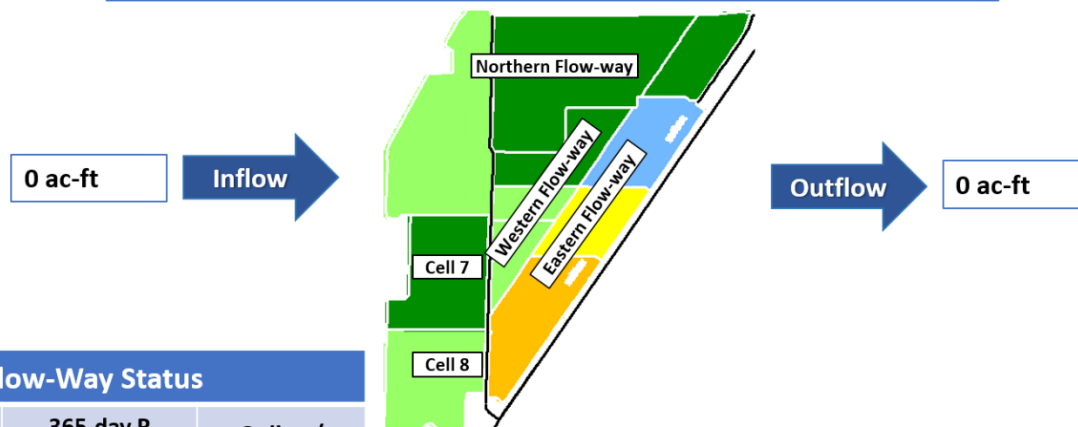 Northern Flow-way
0 ac-ft
Inflow
Western Flow-way
Eastern Flow-way
Outflow
0 ac-ft
Cell 7
Cell 8
low-Way Status
365-day P